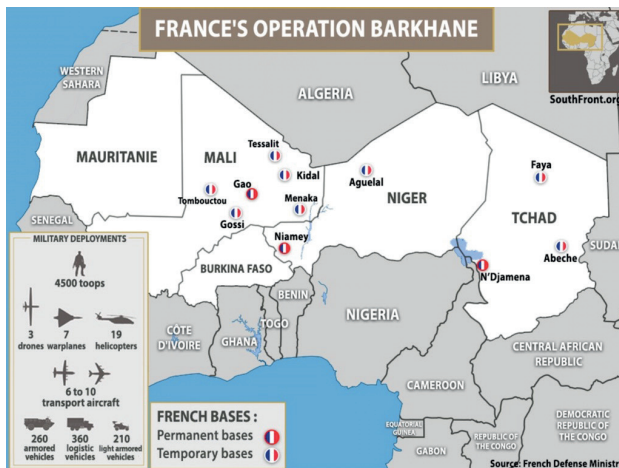 FRANCE'S OPERATION BARKHANE
SouthFront.org
WESTERN
SAHARA
ALGERIA
LIBYA
MAURITANIE
MALI
NIGER
TCHAD
Tessalit
Kidal
Gao
Tombouctou
Menaka
Gossi
Niamey
Aguelal
Faya
Abeche
N'Djamena
SENEGAL
BURKINA FASO
BENIN
TOGO
GHANA
CÔTE
D'IVOIRE
NIGERIA
SUDAN
CENTRAL AFRICAN
REPUBLIC
CAMEROON
EQUATORIAL
GUINEA
GABON
REPUBLIC OF
THE CONGO
DEMOCRATIC
REPUBLIC OF
THE CONGO
MILITARY DEPLOYMENTS
4500 toops
3
drones
7
warplanes
19
helicopters
6 to 10
transport aircraft
260
armored
vehicles
360
logistic
vehicles
210
light armored
vehicles
FRENCH BASES :
Permanent bases
Temporary bases
Source: French Defense Ministr